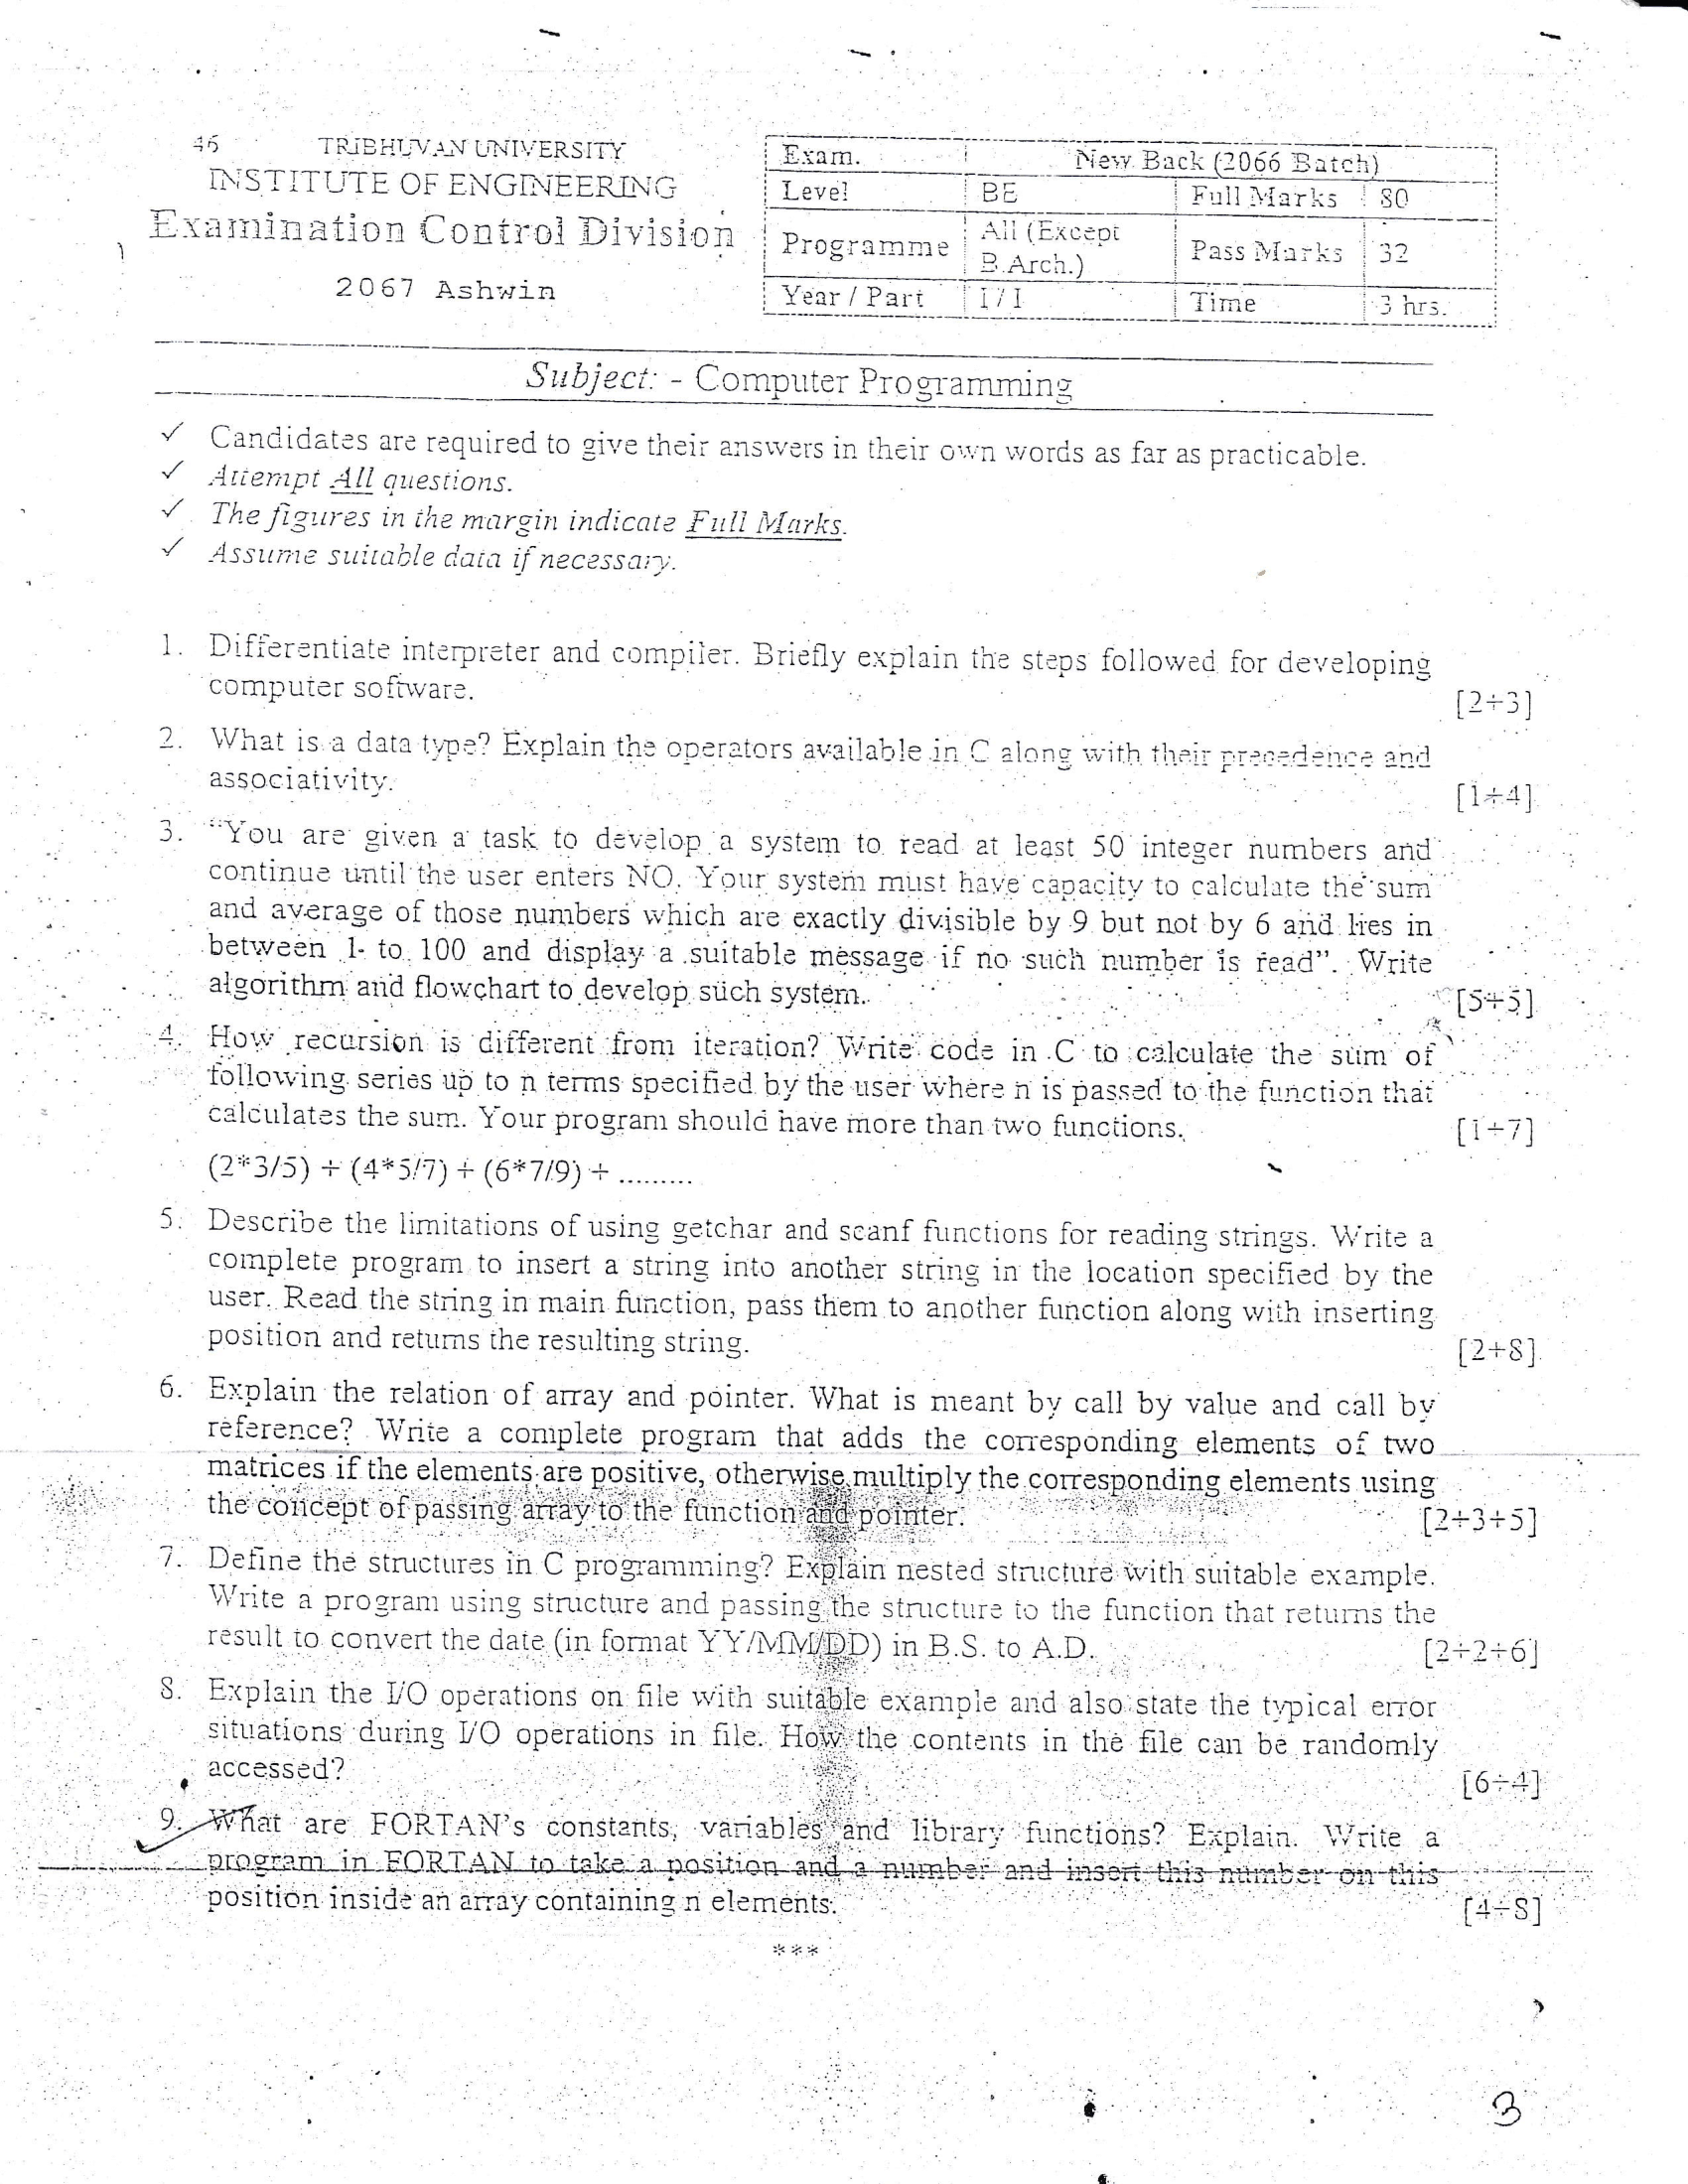 46 TRIBHUVAN UNIVERSITY
INSTITUTE OF ENGINEERING
Examination Control Division
2067 Ashwin
Exam. New Back (2066 Batch)
Level BE Full Marks 80
Programme All (Except B.Arch.) Pass Marks 32
Year / Part I / I Time 3 hrs.
Subject: - Computer Programming
✓ Candidates are required to give their answers in their own words as far as practicable.
✓ Attempt All questions.
✓ The figures in the margin indicate Full Marks.
✓ Assume suitable data if necessary.
1. Differentiate interpreter and compiler. Briefly explain the steps followed for developing
computer software. [2+3]
2. What is a data type? Explain the operators available in C along with their precedence and
associativity. [1+4]
3. "You are given a task to develop a system to read at least 50 integer numbers and
continue until the user enters NO. Your system must have capacity to calculate the sum
and average of those numbers which are exactly divisible by 9 but not by 6 and lies in
between 1 to 100 and display a suitable message if no such number is read". Write
algorithm and flowchart to develop such system. [5+5]
4. How recursion is different from iteration? Write code in C to calculate the sum of
following series up to n terms specified by the user where n is passed to the function that
calculates the sum. Your program should have more than two functions. [1+7]
(2*3/5) + (4*5/7) + (6*7/9) + .........
5. Describe the limitations of using getchar and scanf functions for reading strings. Write a
complete program to insert a string into another string in the location specified by the
user. Read the string in main function, pass them to another function along with inserting
position and returns the resulting string. [2+8]
6. Explain the relation of array and pointer. What is meant by call by value and call by
reference? Write a complete program that adds the corresponding elements of two
matrices if the elements are positive, otherwise multiply the corresponding elements using
the concept of passing array to the function and pointer. [2+3+5]
7. Define the structures in C programming? Explain nested structure with suitable example.
Write a program using structure and passing the structure to the function that returns the
result to convert the date (in format YY/MM/DD) in B.S. to A.D. [2+2+6]
8. Explain the I/O operations on file with suitable example and also state the typical error
situations during I/O operations in file. How the contents in the file can be randomly
accessed? [6+4]
9. What are FORTAN's constants, variables and library functions? Explain. Write a
program in FORTAN to take a position and a number and insert this number on this
position inside an array containing n elements. [4+8]
***
3